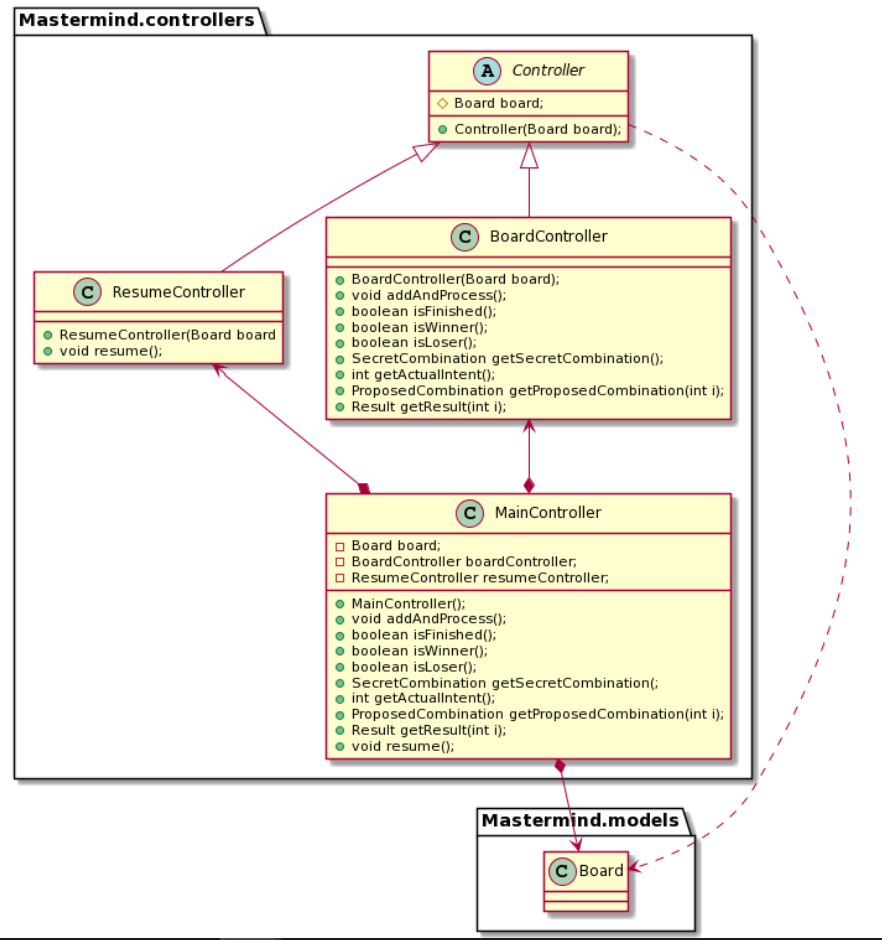 Mastermind.controllers
A Controller
Board board;
Controller(Board board);
C BoardController
BoardController(Board board);
void addAndProcess();
boolean isFinished();
boolean isWinner();
boolean isLoser();
SecretCombination getSecretCombination();
int getActualIntent();
ProposedCombination getProposedCombination(int i);
Result getResult(int i);
C ResumeController
ResumeController(Board board
void resume();
C MainController
Board board;
BoardController boardController;
ResumeController resumeController;
MainController();
void addAndProcess();
boolean isFinished();
boolean isWinner();
boolean isLoser();
SecretCombination getSecretCombination(;
int getActualIntent();
ProposedCombination getProposedCombination(int i);
Result getResult(int i);
void resume();
Mastermind.models
C Board